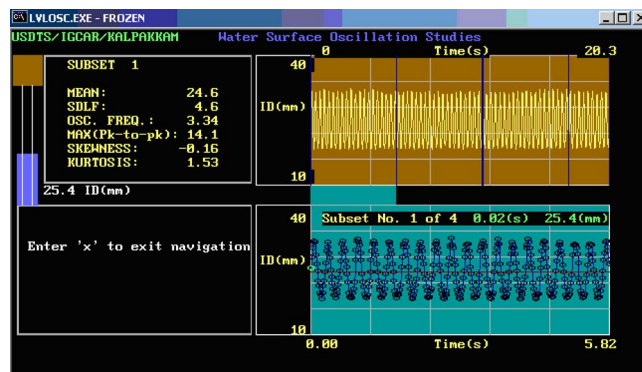 LVLOSC.EXE - FROZEN
USDTS/IGCAR/KALPAKKAM Water Surface Oscillation Studies
0 Time(s) 20.3
SUBSET 1
MEAN: 24.6
SDLF: 4.6
OSC. FREQ.: 3.34
MAX(Pk-to-pk): 14.1
SKEWNESS: -0.16
KURTOSIS: 1.53
40
ID(mm)
10
25.4 ID(mm)
Enter 'x' to exit navigation
40 Subset No. 1 of 4 0.02(s) 25.4(mm)
ID(mm)
10
0.00 Time(s) 5.82